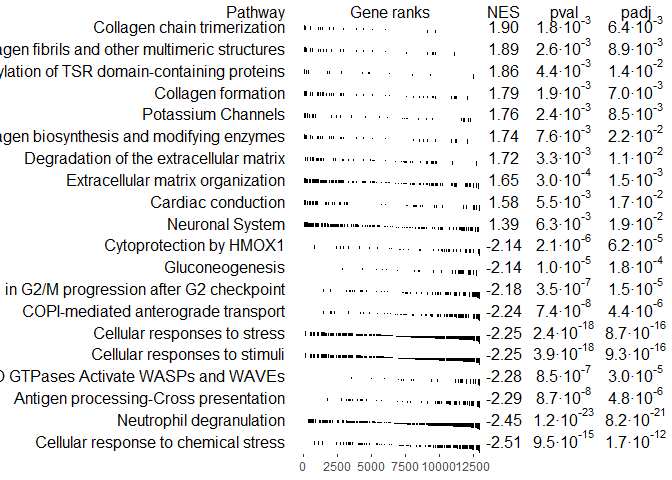 Pathway Gene ranks NES pval padj
Collagen chain trimerization 1.90 1.8·10⁻³ 6.4·10⁻³
gen fibrils and other multimeric structures 1.89 2.6·10⁻³ 8.9·10⁻³
ylation of TSR domain-containing proteins 1.86 4.4·10⁻³ 1.4·10⁻²
Collagen formation 1.79 1.9·10⁻³ 7.0·10⁻³
Potassium Channels 1.76 2.4·10⁻³ 8.5·10⁻³
agen biosynthesis and modifying enzymes 1.74 7.6·10⁻³ 2.2·10⁻²
Degradation of the extracellular matrix 1.72 3.3·10⁻³ 1.1·10⁻²
Extracellular matrix organization 1.65 3.0·10⁻⁴ 1.5·10⁻³
Cardiac conduction 1.58 5.5·10⁻³ 1.7·10⁻²
Neuronal System 1.39 6.3·10⁻³ 1.9·10⁻²
Cytoprotection by HMOX1 -2.14 2.1·10⁻⁶ 6.2·10⁻⁵
Gluconeogenesis -2.14 1.0·10⁻⁵ 1.8·10⁻⁴
in G2/M progression after G2 checkpoint -2.18 3.5·10⁻⁷ 1.5·10⁻⁵
COPI-mediated anterograde transport -2.24 7.4·10⁻⁸ 4.4·10⁻⁶
Cellular responses to stress -2.25 2.4·10⁻¹⁸ 8.7·10⁻¹⁶
Cellular responses to stimuli -2.25 3.9·10⁻¹⁸ 9.3·10⁻¹⁶
O GTPases Activate WASPs and WAVEs -2.28 8.5·10⁻⁷ 3.0·10⁻⁵
Antigen processing-Cross presentation -2.29 8.7·10⁻⁸ 4.8·10⁻⁶
Neutrophil degranulation -2.45 1.2·10⁻²³ 8.2·10⁻²¹
Cellular response to chemical stress -2.51 9.5·10⁻¹⁵ 1.7·10⁻¹²
0 2500 5000 7500 10000 12500